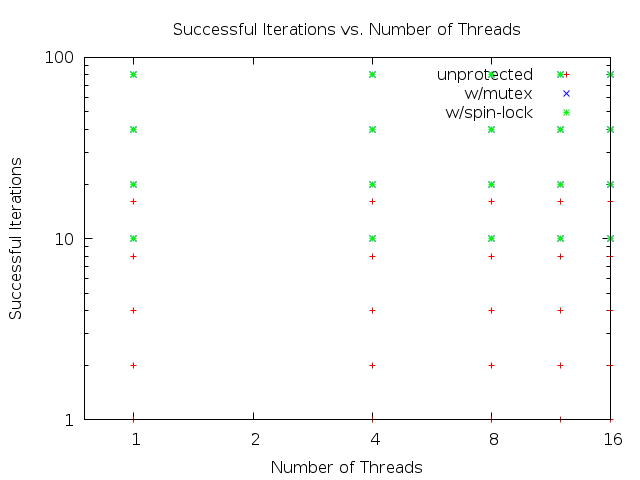 Successful Iterations vs. Number of Threads
100
unprotected
w/mutex
w/spin-lock
Successful Iterations
10
1
1 2 4 8 16
Number of Threads